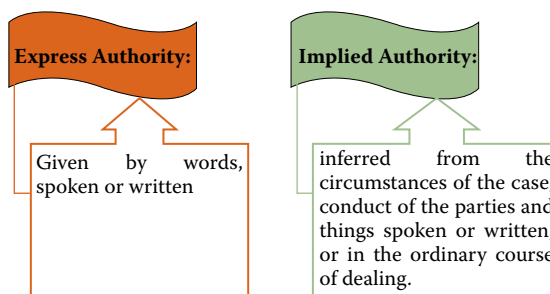 Express Authority:
Given by words,
spoken or written
Implied Authority:
inferred from the
circumstances of the case,
conduct of the parties and
things spoken or written,
or in the ordinary course
of dealing.